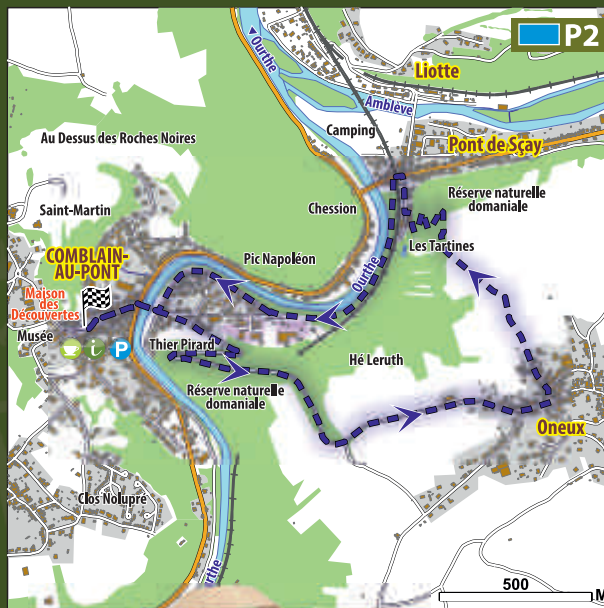 P2
Ourthe
Liotte
Amblève
Camping
Au Dessus des Roches Noires
Pont de Sçay
Réserve naturelle
domaniale
Saint-Martin
Chession
Les Tartines
COMBLAIN-
AU-PONT
Pic Napoléon
Ourthe
Maison
des
Découvertes
Musée
i
P
Thier Pirard
Hé Leruth
Réserve naturelle
domaniale
Oneux
Clos Nolupré
urthe
500
M